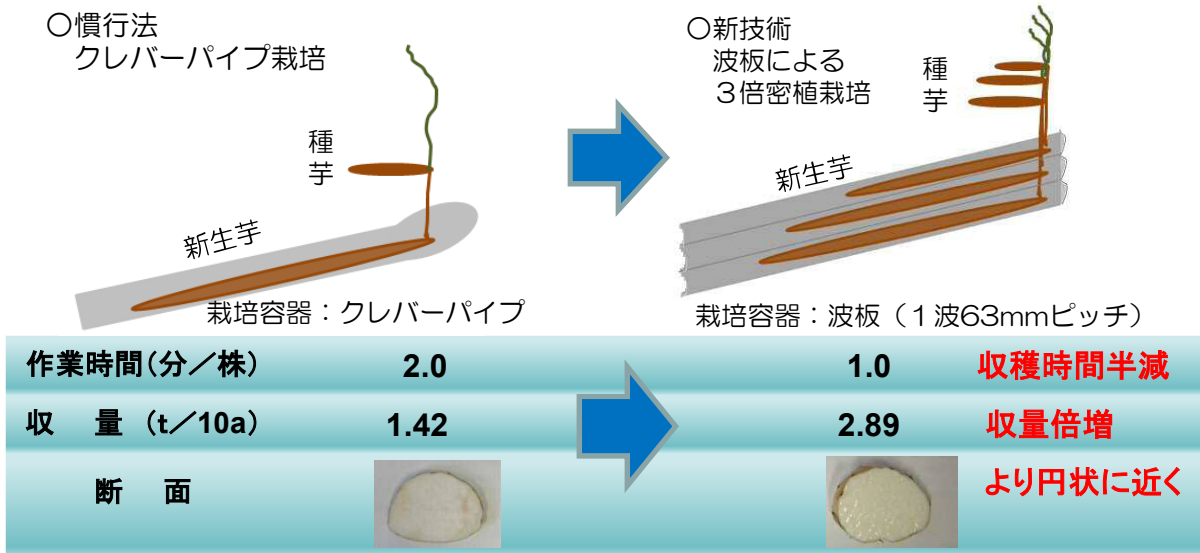 〇慣行法
クレバーパイプ栽培
種芋
新生芋
栽培容器：クレバーパイプ
〇新技術
波板による
３倍密植栽培
種芋
新生芋
栽培容器：波板（１波63mmピッチ）
作業時間(分／株) 2.0 1.0 収穫時間半減
収　量（t／10a） 1.42 2.89 収量倍増
断　面 より円状に近く